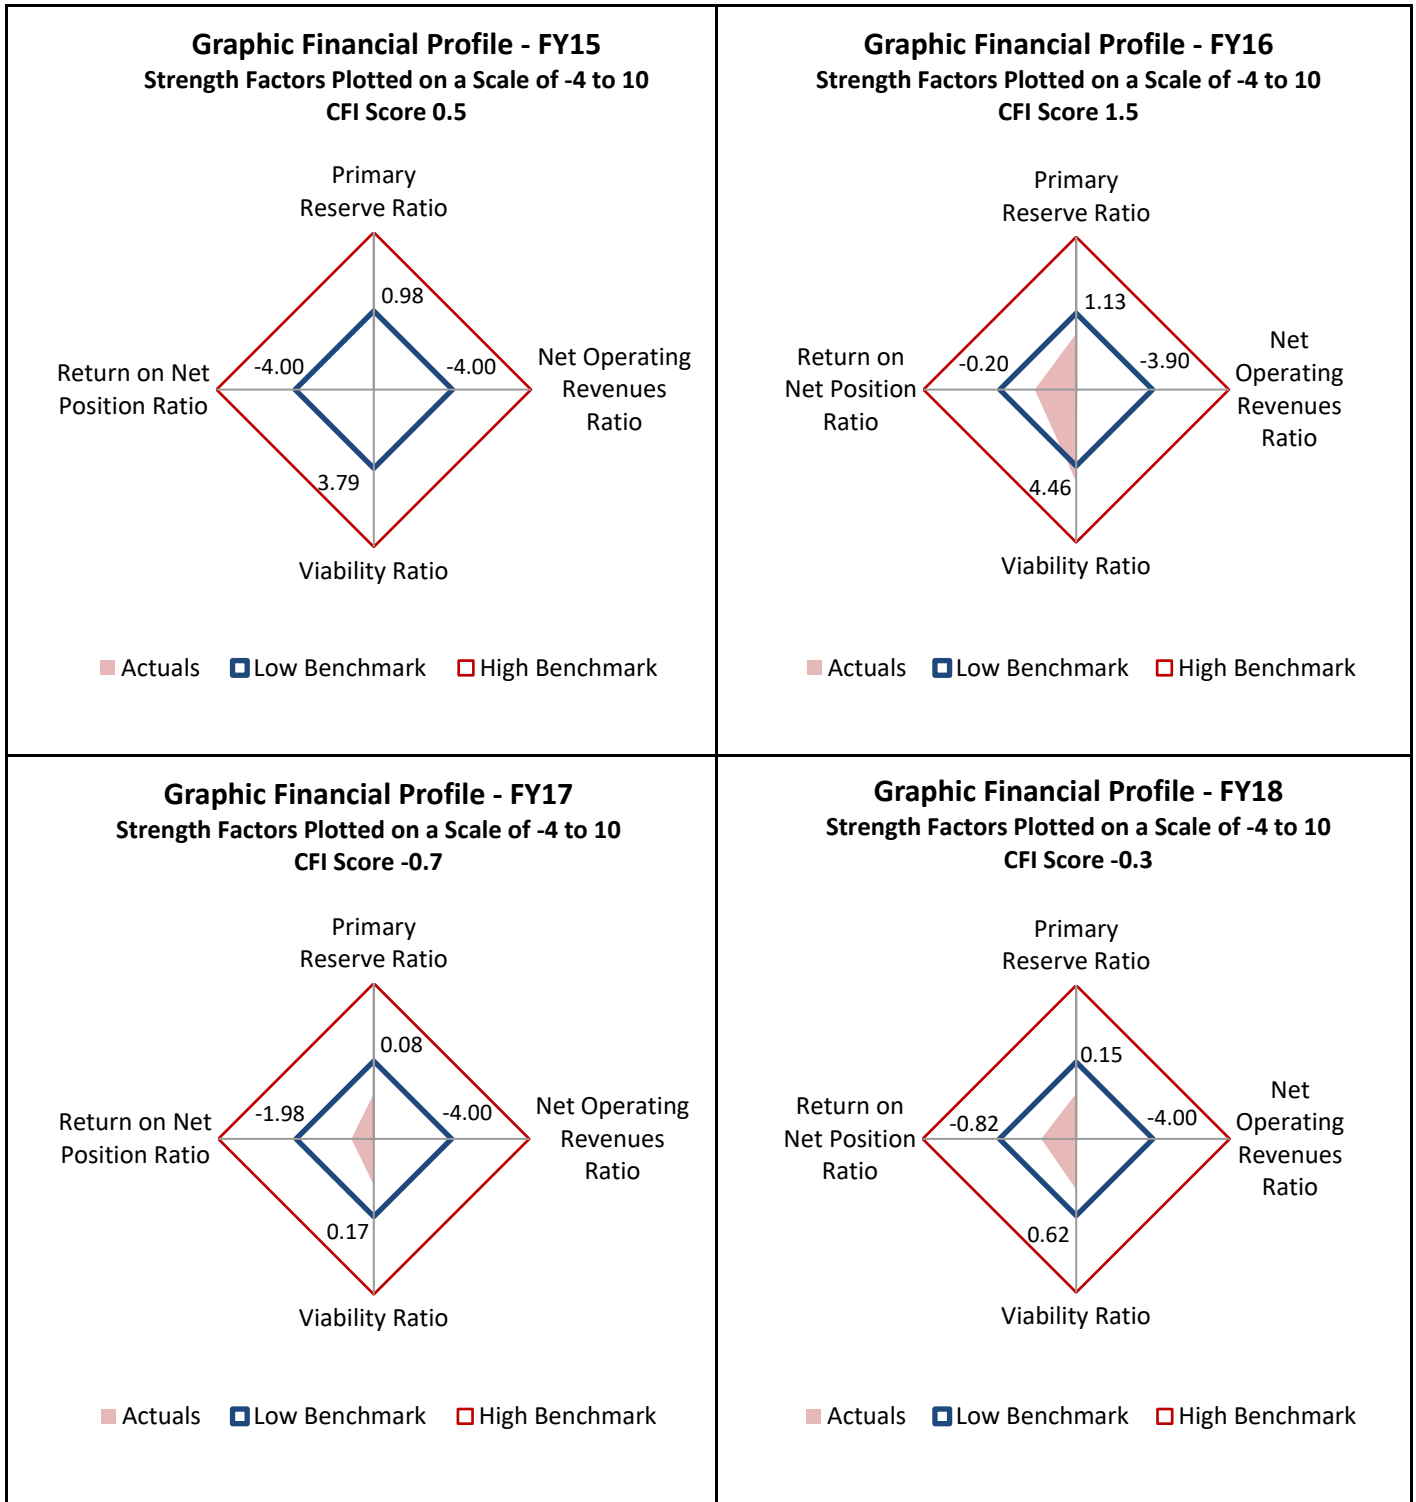 Graphic Financial Profile - FY15
Strength Factors Plotted on a Scale of -4 to 10
CFI Score 0.5
Primary
Reserve Ratio
0.98
-4.00
-4.00
Net Operating
Revenues
Ratio
Return on Net
Position Ratio
3.79
Viability Ratio
Actuals
Low Benchmark
High Benchmark
Graphic Financial Profile - FY16
Strength Factors Plotted on a Scale of -4 to 10
CFI Score 1.5
Primary
Reserve Ratio
1.13
-0.20
-3.90
Net
Operating
Revenues
Ratio
Return on
Net Position
Ratio
4.46
Viability Ratio
Actuals
Low Benchmark
High Benchmark
Graphic Financial Profile - FY17
Strength Factors Plotted on a Scale of -4 to 10
CFI Score -0.7
Primary
Reserve Ratio
0.08
-1.98
-4.00
Net Operating
Revenues
Ratio
Return on Net
Position Ratio
0.17
Viability Ratio
Actuals
Low Benchmark
High Benchmark
Graphic Financial Profile - FY18
Strength Factors Plotted on a Scale of -4 to 10
CFI Score -0.3
Primary
Reserve Ratio
0.15
-0.82
-4.00
Net
Operating
Revenues
Ratio
Return on
Net Position
Ratio
0.62
Viability Ratio
Actuals
Low Benchmark
High Benchmark